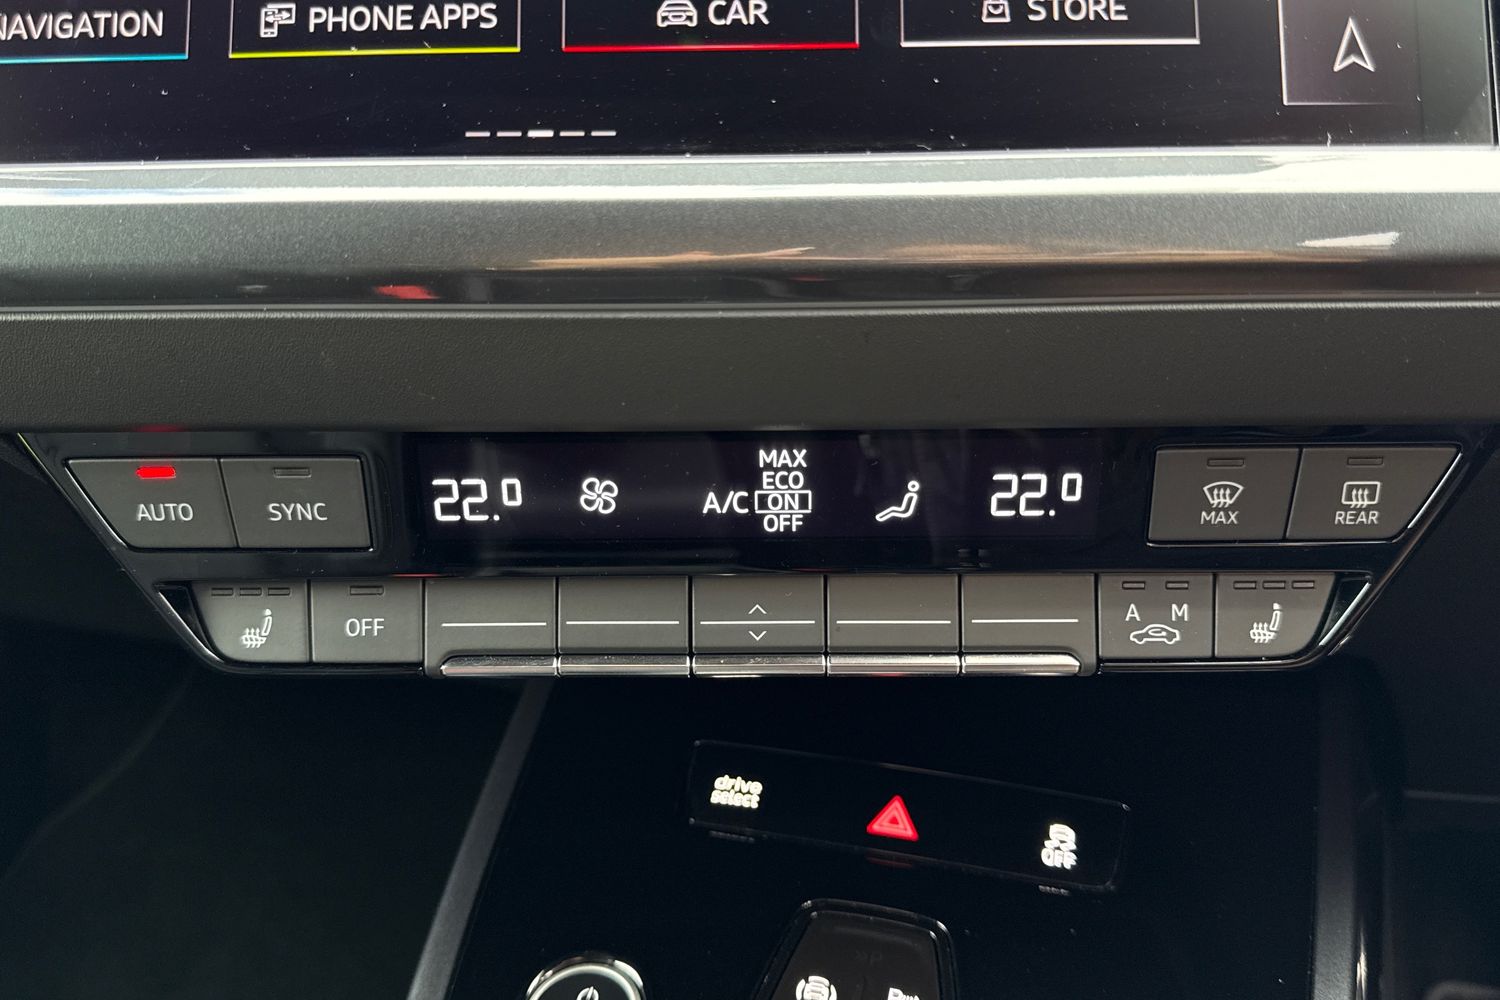 NAVIGATION
PHONE APPS
CAR
STORE
AUTO
SYNC
22.0
A/C
MAX
ECO
ON
OFF
22.0
MAX
REAR
OFF
A M
drive
select
OFF